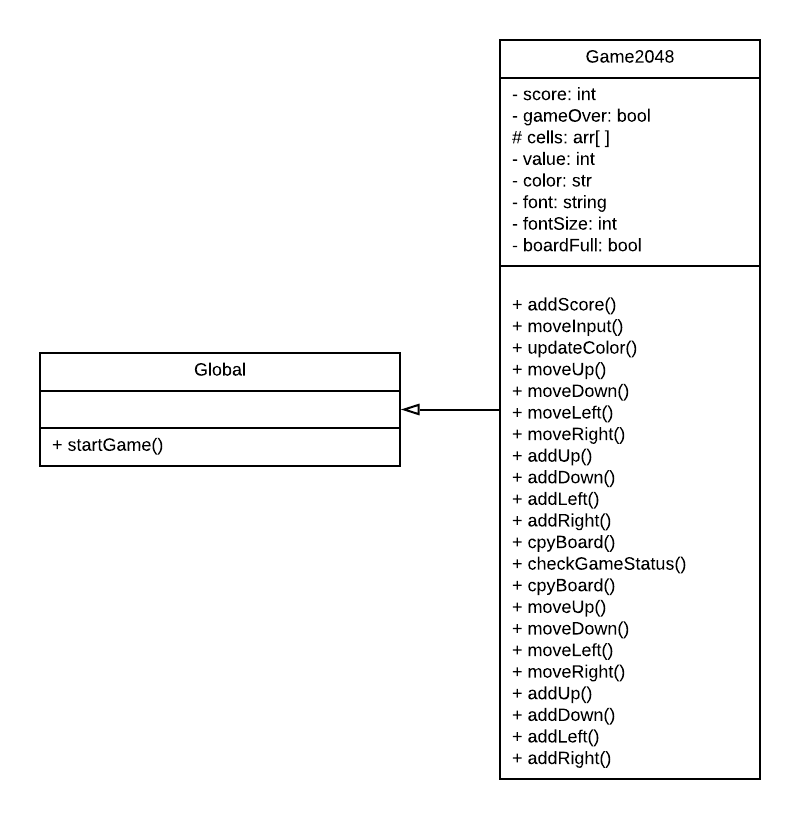 Game2048
- score: int
- gameOver: bool
# cells: arr[ ]
- value: int
- color: str
- font: string
- fontSize: int
- boardFull: bool
+ addScore()
+ moveInput()
+ updateColor()
+ moveUp()
+ moveDown()
+ moveLeft()
+ moveRight()
+ addUp()
+ addDown()
+ addLeft()
+ addRight()
+ cpyBoard()
+ checkGameStatus()
+ cpyBoard()
+ moveUp()
+ moveDown()
+ moveLeft()
+ moveRight()
+ addUp()
+ addDown()
+ addLeft()
+ addRight()
Global
+ startGame()